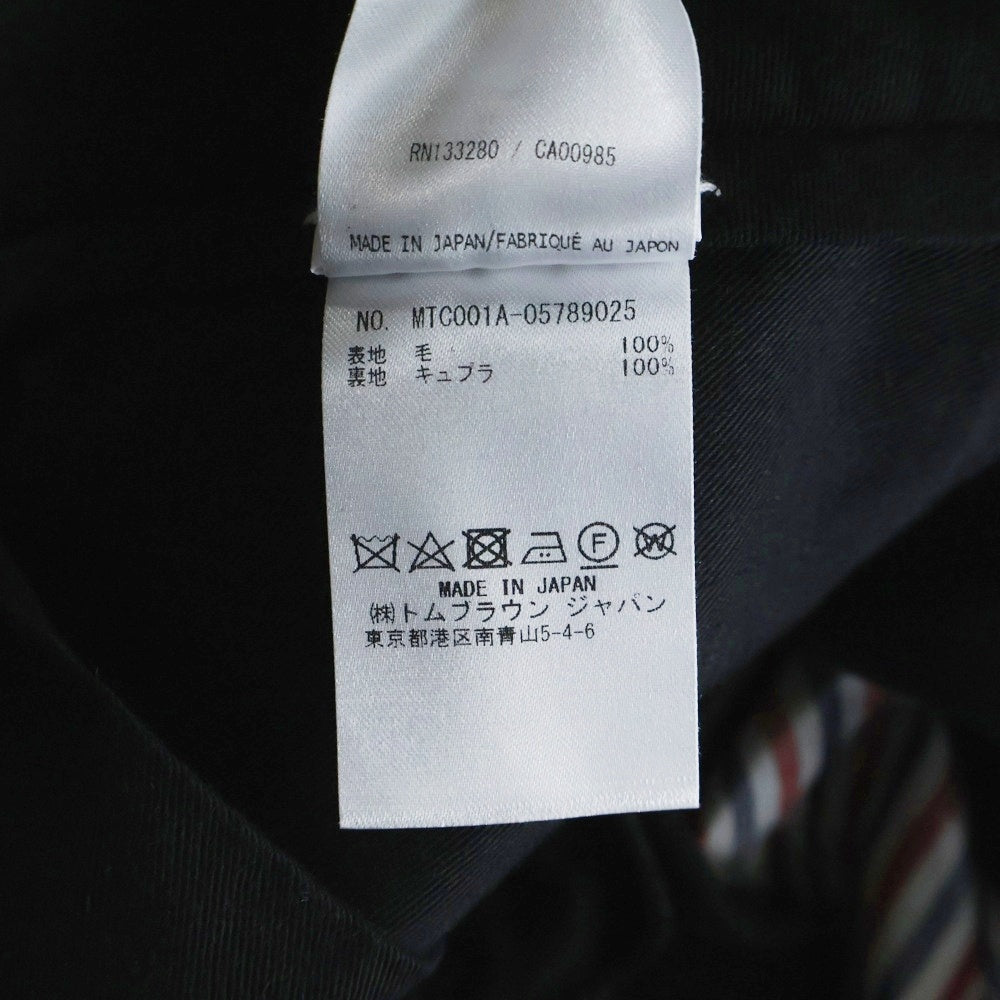 RN133280 / CA00985
MADE IN JAPAN/FABRIQUÉ AU JAPON
NO. MTC001A-05789025
表地 毛 100%
裏地 キュプラ 100%
F W
MADE IN JAPAN
㈱トムブラウン ジャパン
東京都港区南青山5-4-6